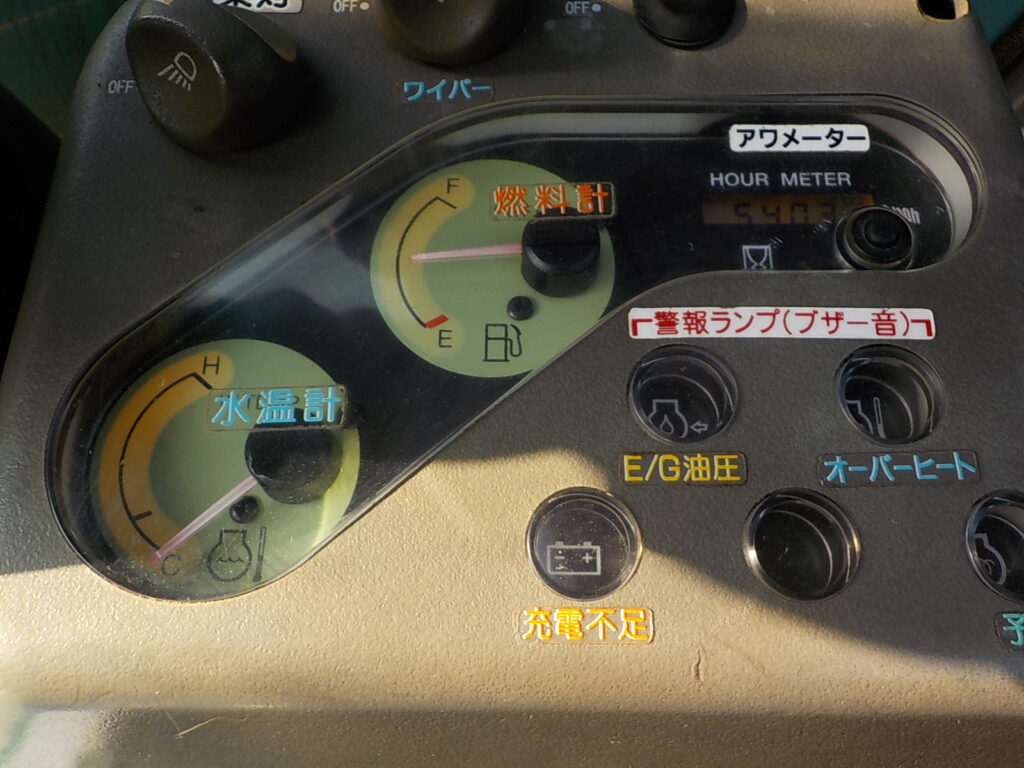 OFF
OFF
OFF
ワイパー
アワメーター
HOUR METER
F
燃料計
E
警報ランプ(ブザー音)
H
水温計
C
E/G油圧
オーバーヒート
充電不足
予